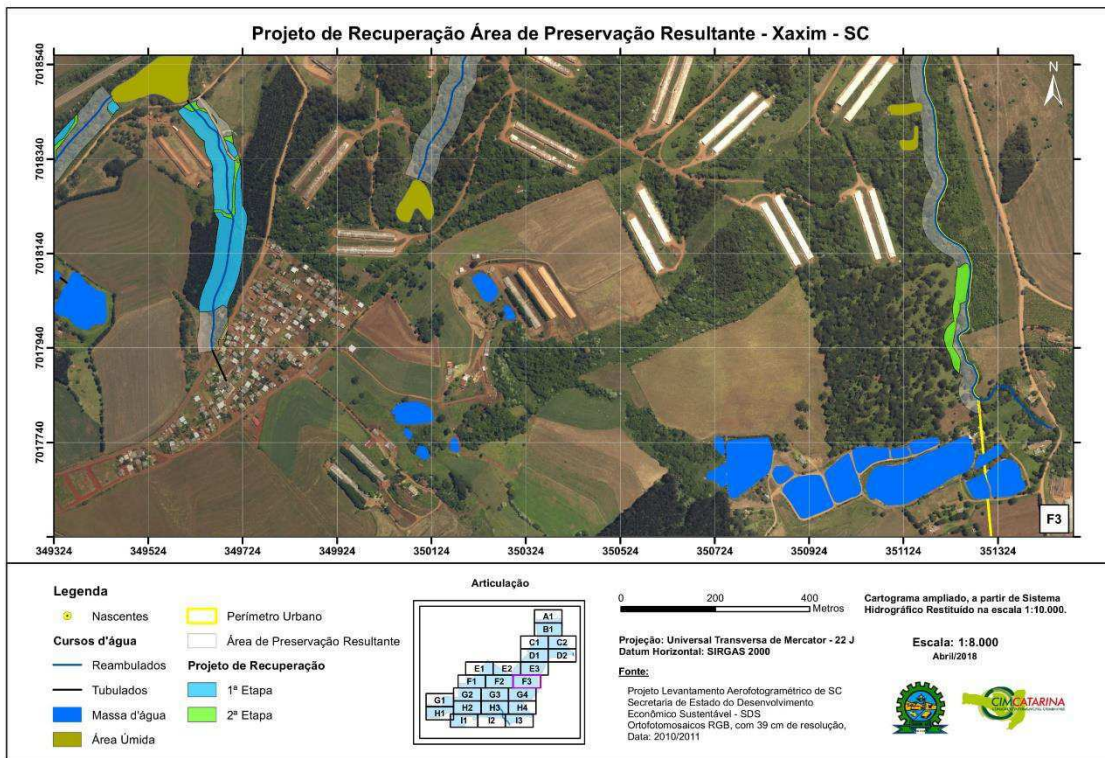 Projeto de Recuperação Área de Preservação Resultante - Xaxim - SC
N
7018540
7018340
7018140
7017940
7017740
F3
349324 349524 349724 349924 350124 350324 350524 350724 350924 351124 351324
Legenda
Nascentes
Cursos d'água
Reambulados
Tubulados
Massa d'água
Área Úmida
Perímetro Urbano
Área de Preservação Resultante
Projeto de Recuperação
1ª Etapa
2ª Etapa
Articulação
A1
B1
C1 C2
D1 D2
E1 E2 E3
F1 F2 F3
G1 G2 G3 G4
H1 H2 H3 H4
I1 I2 I3
0 200 400
Metros
Projeção: Universal Transversa de Mercator - 22 J
Datum Horizontal: SIRGAS 2000
Fonte:
Projeto Levantamento Aerofotogramétrico de SC
Secretaria de Estado do Desenvolvimento
Econômico Sustentável - SDS
Ortofotomosaicos RGB, com 39 cm de resolução,
Data: 2010/2011
Cartograma ampliado, a partir de Sistema
Hidrográfico Restituído na escala 1:10.000.
Escala: 1:8.000
Abril/2018
CIMCATARINA